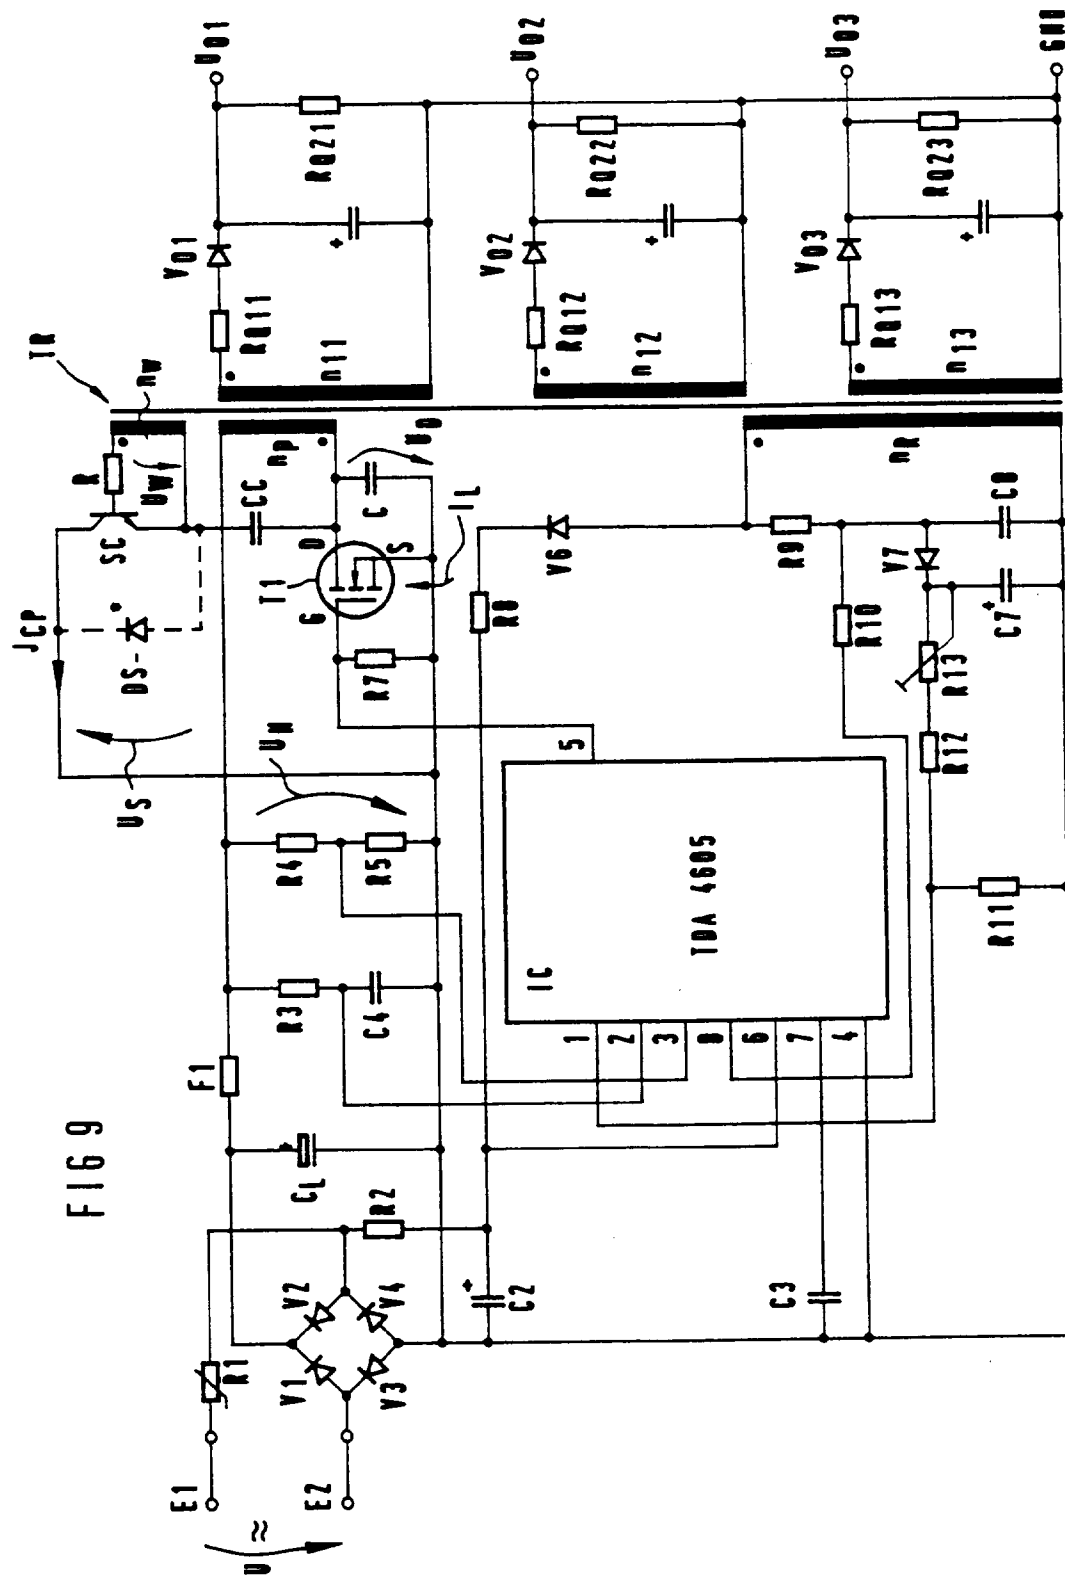 FIG 9
U ≈
E1
E2
R1
V1
V2
V3
V4
R2
CL
F1
C2
C3
R3
C4
R4
R5
UN
US
JCP
DS
*
SC
R
UW
nW
TR
CC
nP
D
G
S
T1
C
UD
IL
R7
R8
V6
IC
TDA 4605
1
2
3
8
6
7
4
5
R9
R10
V7
C8
C7
+
R13
R12
R11
nR
n11
RQ11
V01
+
RQ21
U01
n12
RQ12
V02
+
RQ22
U02
n13
RQ13
V03
+
RQ23
U03
GND
+